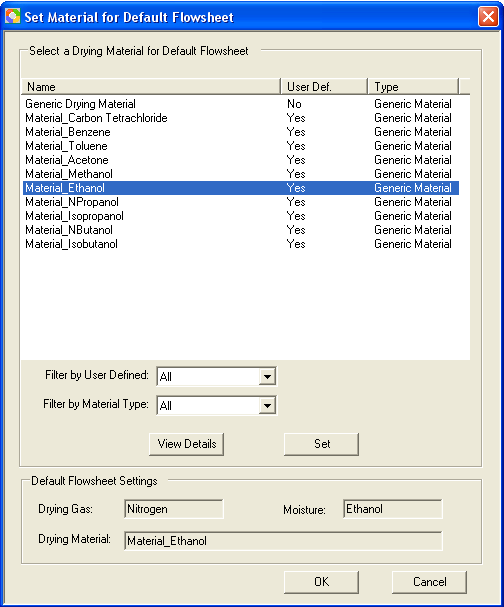 Set Material for Default Flowsheet
Select a Drying Material for Default Flowsheet
Name User Def. Type
Generic Drying Material No Generic Material
Material_Carbon Tetrachloride Yes Generic Material
Material_Benzene Yes Generic Material
Material_Toluene Yes Generic Material
Material_Acetone Yes Generic Material
Material_Methanol Yes Generic Material
Material_Ethanol Yes Generic Material
Material_NPropanol Yes Generic Material
Material_Isopropanol Yes Generic Material
Material_NButanol Yes Generic Material
Material_Isobutanol Yes Generic Material
Filter by User Defined: All
Filter by Material Type: All
View Details Set
Default Flowsheet Settings
Drying Gas: Nitrogen Moisture: Ethanol
Drying Material: Material_Ethanol
OK Cancel